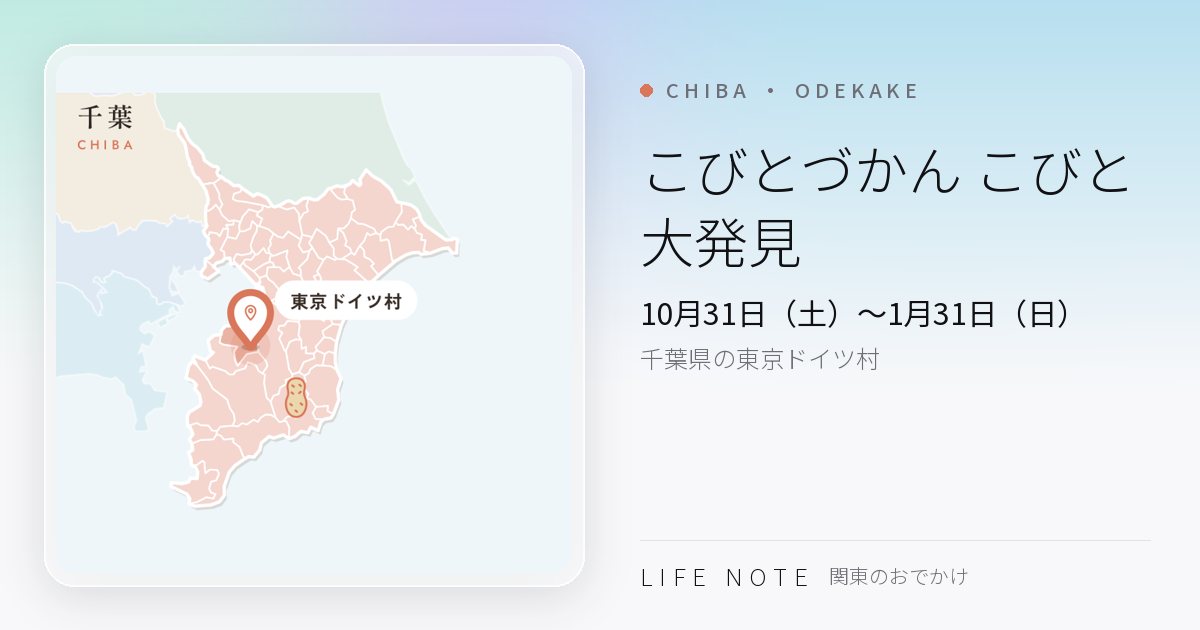 千葉
CHIBA
東京ドイツ村
CHIBA • ODEKAKE
こびとづかん こびと
大発見
10月31日（土）〜1月31日（日）
千葉県の東京ドイツ村
LIFE NOTE 関東のおでかけ